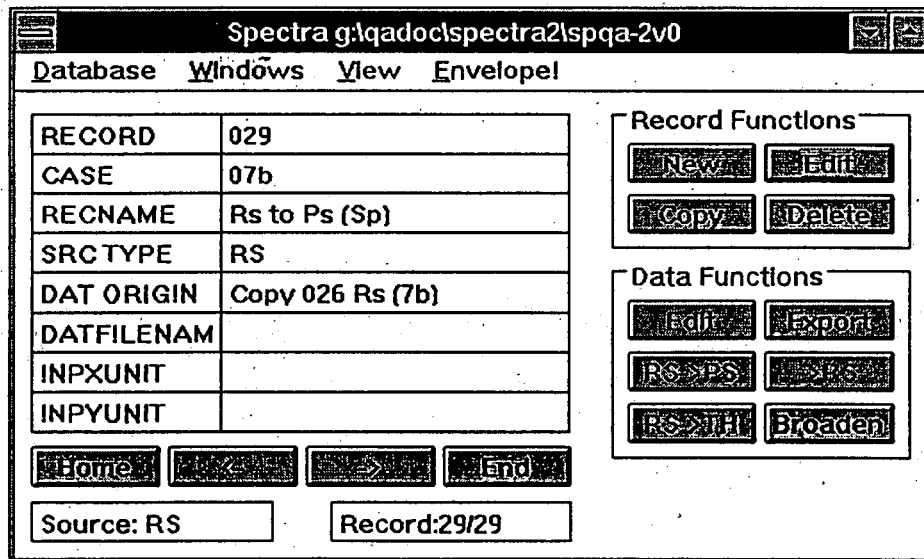 Spectra g:\qadoc\spectra2\spqa-2v0
Database Windows View Envelope!
RECORD 029
CASE 07b
RECNAME Rs to Ps (Sp)
SRCTYPE RS
DAT ORIGIN Copy 026 Rs (7b)
DATFILENAM
INPXUNIT
INPYUNIT
Home < > End
Source: RS Record:29/29
Record Functions
New Edit
Copy Delete
Data Functions
Edit Export
RS>PS
RS>TH Broaden